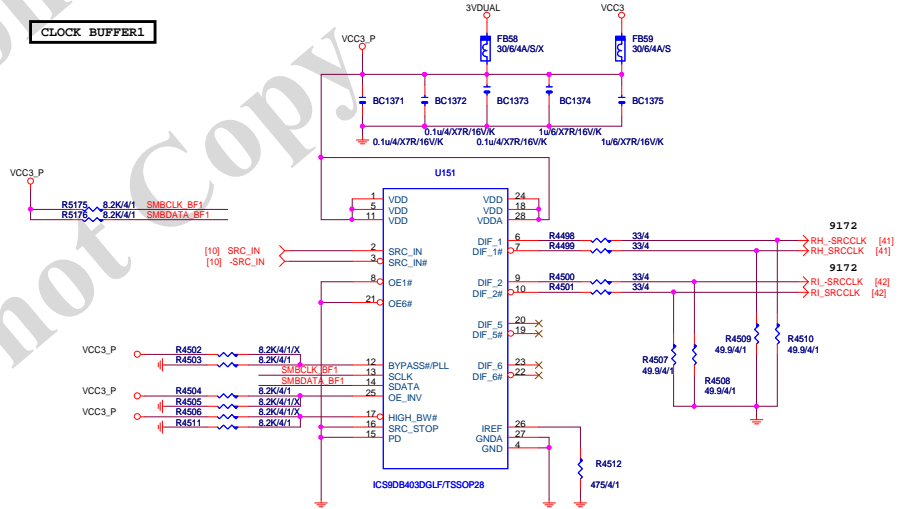 CLOCK BUFFER1
not Copy
3VDUAL
VCC3
VCC3_P
FB58
30/6/4A/S/X
FB59
30/6/4A/S
BC1371
BC1372
BC1373
BC1374
BC1375
0.1u/4/X7R/16V/K
1u/6/X7R/16V/K
0.1u/4/X7R/16V/K
0.1u/4/X7R/16V/K
1u/6/X7R/16V/K
VCC3_P
R5175 8.2K/4/1 SMBCLK_BF1
R5176 8.2K/4/1 SMBDATA_BF1
U151
1 VDD VDD 24
5 VDD VDD 18
11 VDD VDDA 28
[10] SRC_IN 2 SRC_IN
[10] -SRC_IN 3 SRC_IN#
DIF_1 6 R4498 33/4
DIF_1# 7 R4499 33/4
9172
RH_-SRCCLK [41]
RH_SRCCLK [41]
8 OE1#
21 OE6#
DIF_2 9 R4500 33/4
DIF_2# 10 R4501 33/4
9172
RI_-SRCCLK [42]
RI_SRCCLK [42]
DIF_5 20
DIF_5# 19
DIF_6 23
DIF_6# 22
R4507
49.9/4/1
R4508
49.9/4/1
R4509
49.9/4/1
R4510
49.9/4/1
VCC3_P R4502 8.2K/4/1/X
R4503 8.2K/4/1
12 BYPASS#/PLL
SMBCLK_BF1 13 SCLK
SMBDATA_BF1 14 SDATA
VCC3_P R4504 8.2K/4/1
25 OE_INV
R4505 8.2K/4/1/X
VCC3_P R4506 8.2K/4/1
17 HIGH_BW#
R4511 8.2K/4/1
16 SRC_STOP
15 PD
IREF 26
GNDA 27
GND 4
R4512
475/4/1
ICS9DB403DGLF/TSSOP28